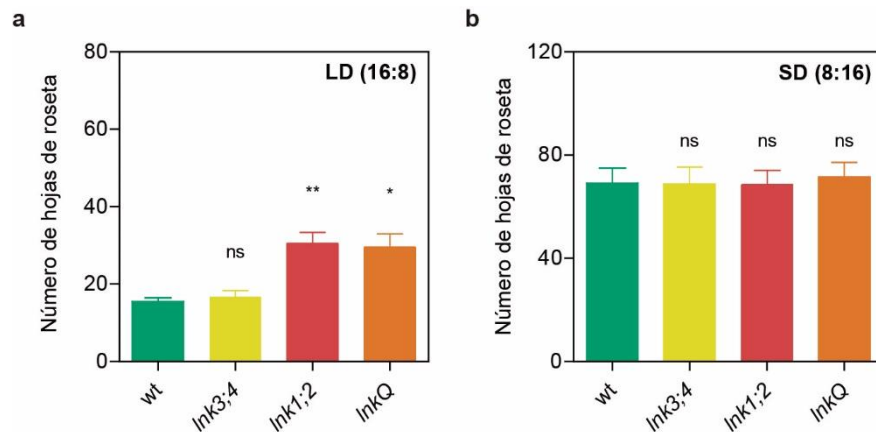 a
Número de hojas de roseta
80
60
40
20
0
LD (16:8)
ns
**
*
wt
lnk3;4
lnk1;2
lnkQ
b
Número de hojas de roseta
120
80
40
0
SD (8:16)
ns
ns
ns
wt
lnk3;4
lnk1;2
lnkQ